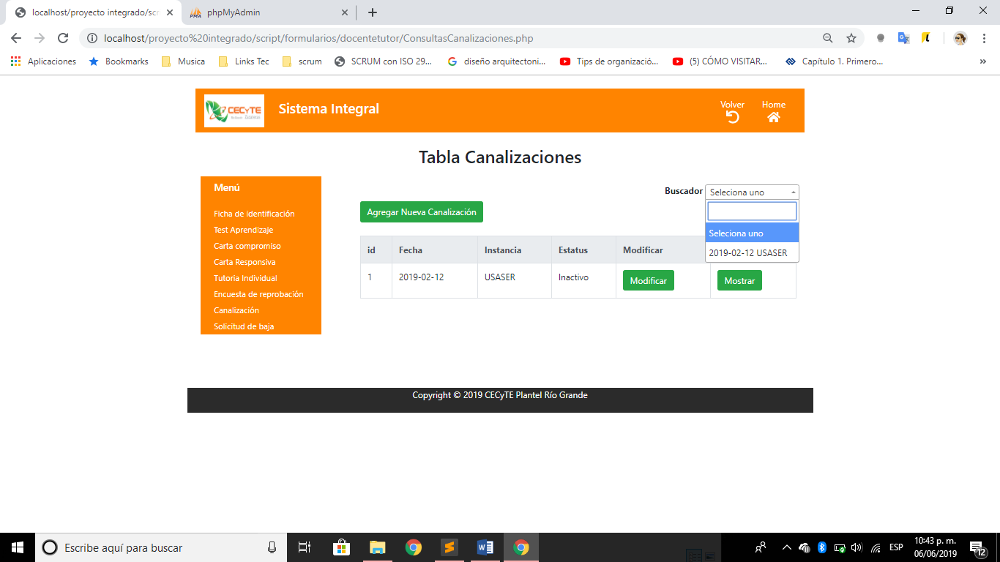 localhost/proyecto integrado/scr
phpMyAdmin
localhost/proyecto%20integrado/script/formularios/docentetutor/ConsultasCanalizaciones.php
Aplicaciones
Bookmarks
Musica
Links Tec
scrum
SCRUM con ISO 29...
diseño arquitectoni...
Tips de organizació...
(5) CÓMO VISITAR...
Capítulo 1. Primero...
»
CECyTE
Sistema Integral
Volver
Home
Tabla Canalizaciones
Menú
Ficha de identificación
Test Aprendizaje
Carta compromiso
Carta Responsiva
Tutoria Individual
Encuesta de reprobación
Canalización
Solicitud de baja
Buscador
Seleciona uno
Seleciona uno
2019-02-12 USASER
Agregar Nueva Canalización
id Fecha Instancia Estatus Modificar
1 2019-02-12 USASER Inactivo Modificar Mostrar
Copyright © 2019 CECyTE Plantel Río Grande
Escribe aquí para buscar
ESP
10:43 p. m.
06/06/2019
12